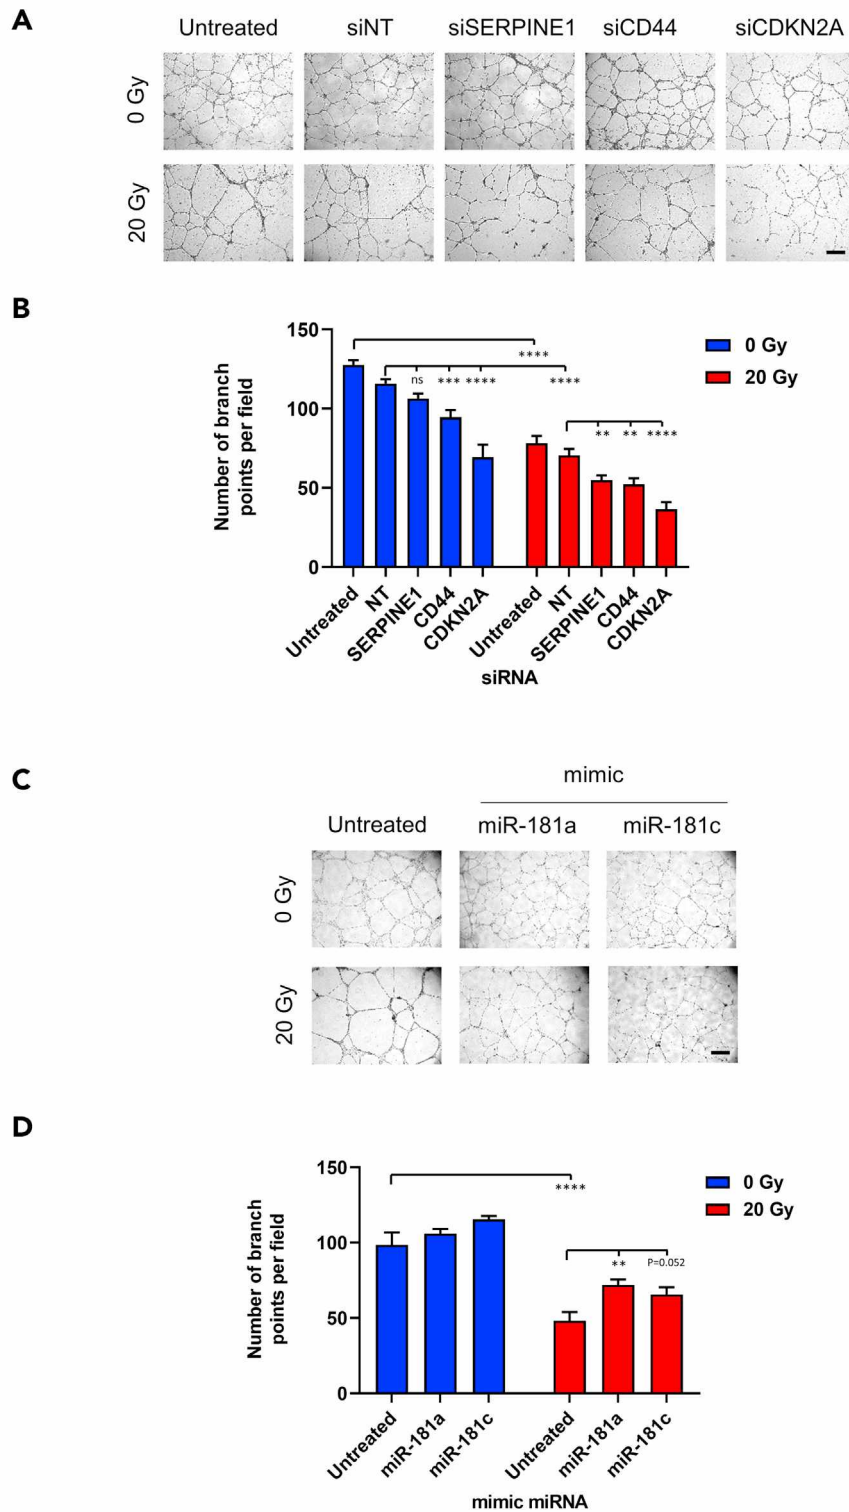 A
Untreated siNT siSERPINE1 siCD44 siCDKN2A
0 Gy
20 Gy
B
Number of branch
points per field
150
100
50
0
****
ns *** **** ****
** ** ****
0 Gy
20 Gy
Untreated NT SERPINE1 CD44 CDKN2A Untreated NT SERPINE1 CD44 CDKN2A
siRNA
C
mimic
Untreated miR-181a miR-181c
0 Gy
20 Gy
D
Number of branch
points per field
150
100
50
0
****
** P=0.052
0 Gy
20 Gy
Untreated miR-181a miR-181c Untreated miR-181a miR-181c
mimic miRNA